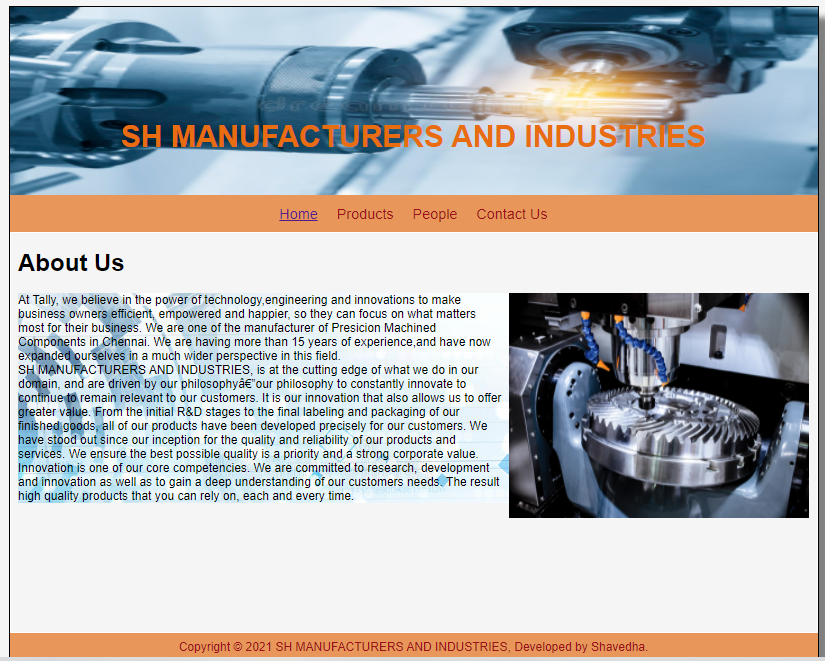 SH MANUFACTURERS AND INDUSTRIES
Home Products People Contact Us
About Us
At Tally, we believe in the power of technology,engineering and innovations to make
business owners efficient, empowered and happier, so they can focus on what matters
most for their business. We are one of the manufacturer of Presicion Machined
Components in Chennai. We are having more than 15 years of experience,and have now
expanded ourselves in a much wider perspective in this field.
SH MANUFACTURERS AND INDUSTRIES, is at the cutting edge of what we do in our
domain, and are driven by our philosophyâ€”our philosophy to constantly innovate to
continue to remain relevant to our customers. It is our innovation that also allows us to offer
greater value. From the initial R&D stages to the final labeling and packaging of our
finished goods, all of our products have been developed precisely for our customers. We
have stood out since our inception for the quality and reliability of our products and
services. We ensure the best possible quality is a priority and a strong corporate value.
Innovation is one of our core competencies. We are committed to research, development
and innovation as well as to gain a deep understanding of our customers needs. The result
high quality products that you can rely on, each and every time.
Copyright © 2021 SH MANUFACTURERS AND INDUSTRIES, Developed by Shavedha.